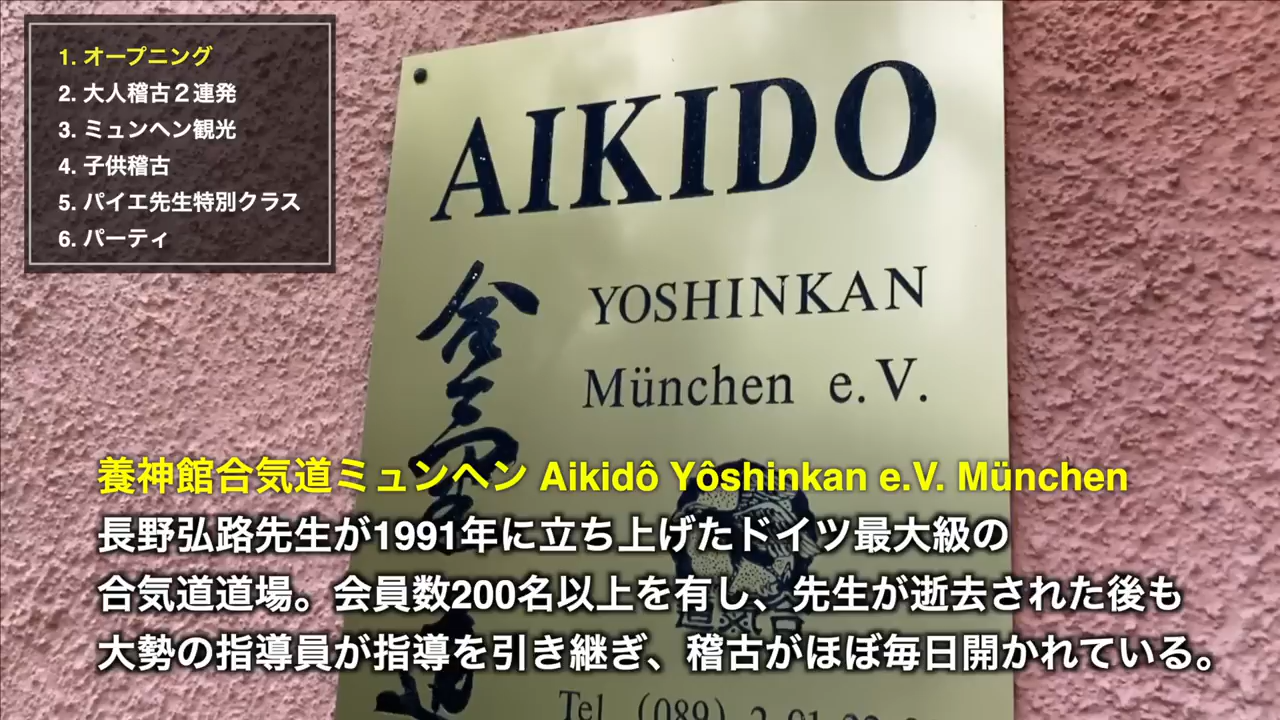 1. オープニング
2. 大人稽古２連発
3. ミュンヘン観光
4. 子供稽古
5. パイエ先生特別クラス
6. パーティ
AIKIDO
合気道
YOSHINKAN
München e. V.
養神館合気道ミュンヘン Aikidô Yôshinkan e.V. München
長野弘路先生が1991年に立ち上げたドイツ最大級の
合気道道場。会員数200名以上を有し、先生が逝去された後も
大勢の指導員が指導を引き継ぎ、稽古がほぼ毎日開かれている。
Tel (089)